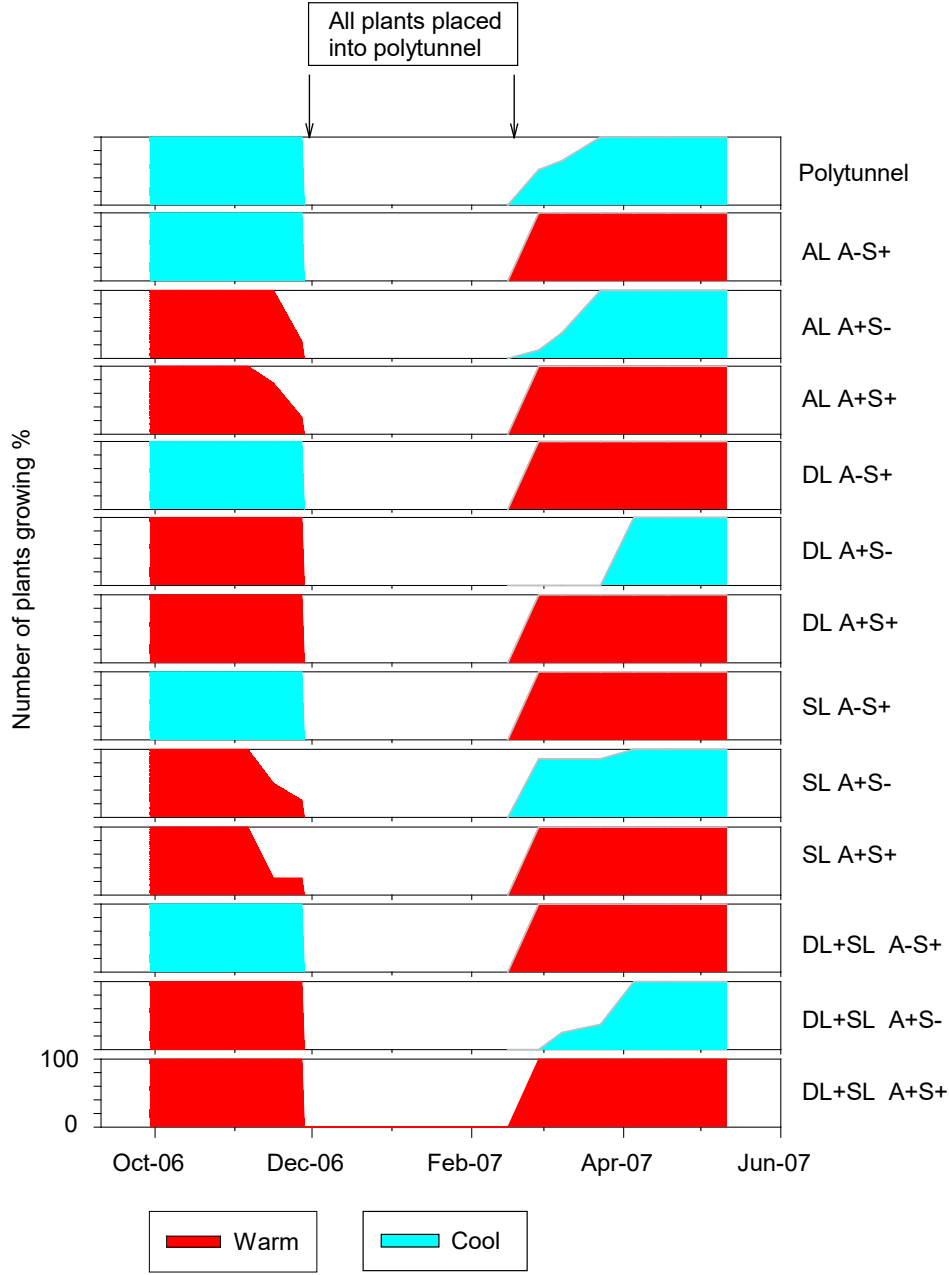 All plants placed
into polytunnel
Polytunnel
AL A-S+
AL A+S-
AL A+S+
DL A-S+
DL A+S-
DL A+S+
SL A-S+
SL A+S-
SL A+S+
DL+SL A-S+
DL+SL A+S-
DL+SL A+S+
Number of plants growing %
100
0
Oct-06 Dec-06 Feb-07 Apr-07 Jun-07
Warm Cool